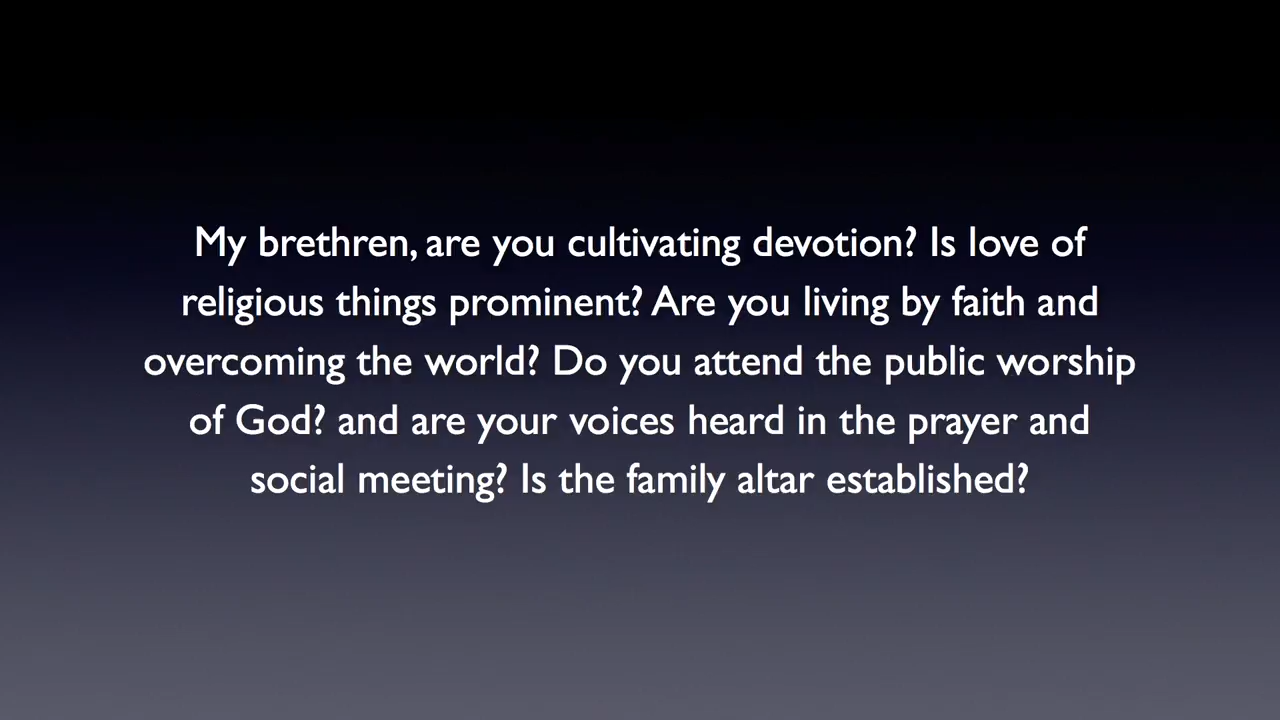 My brethren, are you cultivating devotion? Is love of
religious things prominent? Are you living by faith and
overcoming the world? Do you attend the public worship
of God? and are your voices heard in the prayer and
social meeting? Is the family altar established?